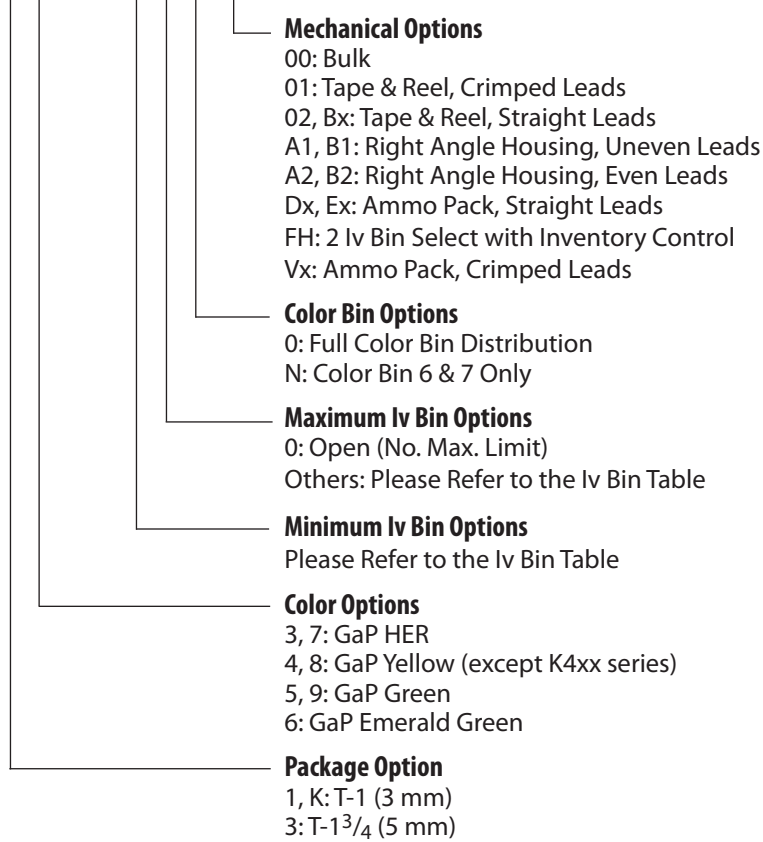 Mechanical Options
00: Bulk
01: Tape & Reel, Crimped Leads
02, Bx: Tape & Reel, Straight Leads
A1, B1: Right Angle Housing, Uneven Leads
A2, B2: Right Angle Housing, Even Leads
Dx, Ex: Ammo Pack, Straight Leads
FH: 2 Iv Bin Select with Inventory Control
Vx: Ammo Pack, Crimped Leads
Color Bin Options
0: Full Color Bin Distribution
N: Color Bin 6 & 7 Only
Maximum Iv Bin Options
0: Open (No. Max. Limit)
Others: Please Refer to the Iv Bin Table
Minimum Iv Bin Options
Please Refer to the Iv Bin Table
Color Options
3, 7: GaP HER
4, 8: GaP Yellow (except K4xx series)
5, 9: GaP Green
6: GaP Emerald Green
Package Option
1, K: T-1 (3 mm)
3: T-1 3/4 (5 mm)